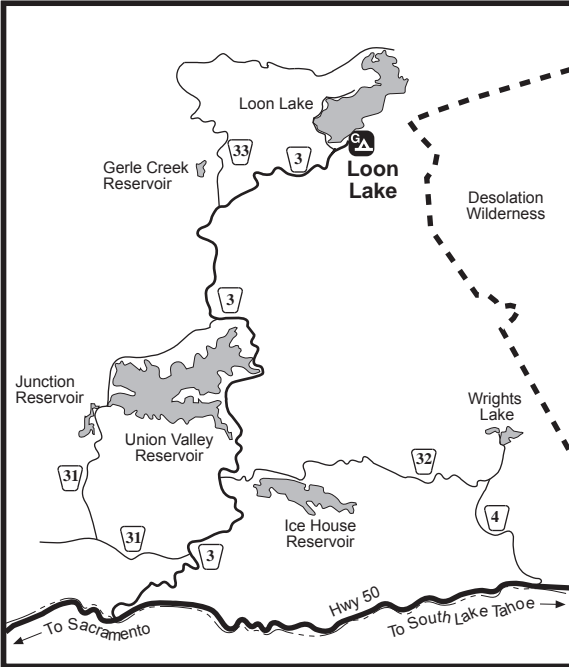 Loon Lake
33
3
G
Loon
Lake
Gerle Creek
Reservoir
Desolation
Wilderness
3
Junction
Reservoir
Wrights
Lake
Union Valley
Reservoir
32
31
4
Ice House
Reservoir
31
3
Hwy 50
To Sacramento
To South Lake Tahoe